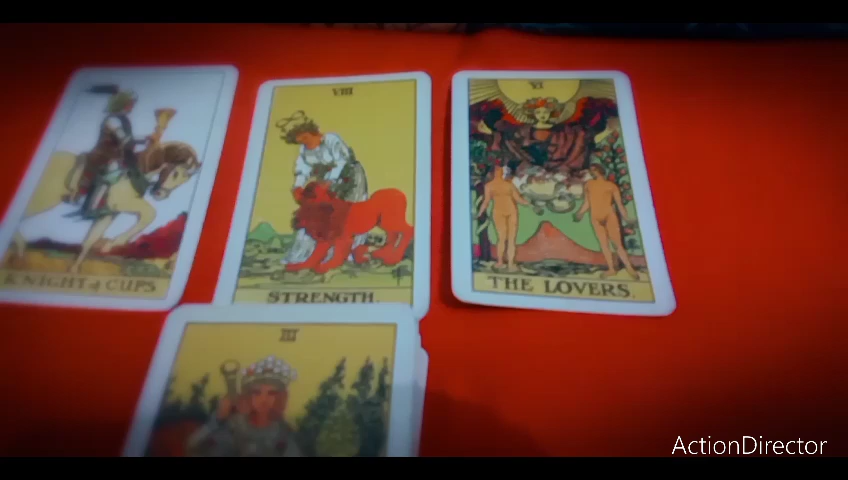 KNIGHT of CUPS
VIII
STRENGTH.
VI
THE LOVERS.
III
ActionDirector